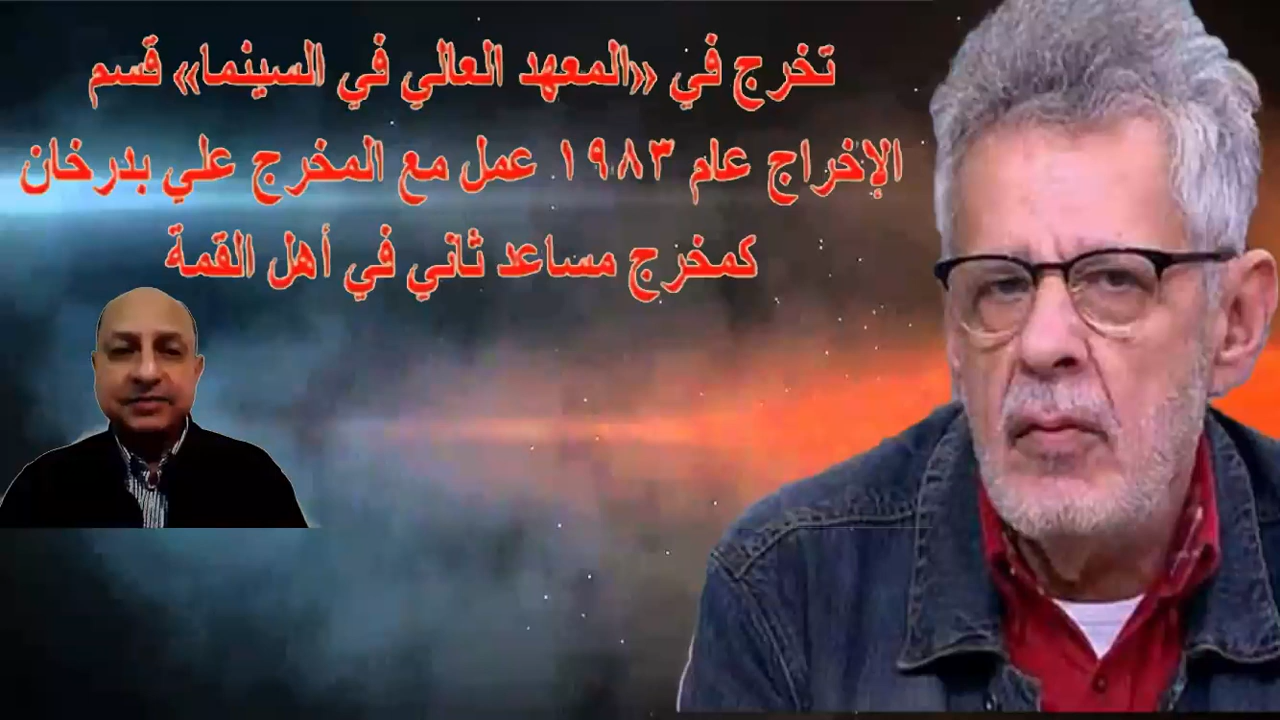 تخرج في «المعهد العالي في السينما» قسم
الإخراج عام ١٩٨٣ عمل مع المخرج علي بدرخان
كمخرج مساعد ثاني في أهل القمة